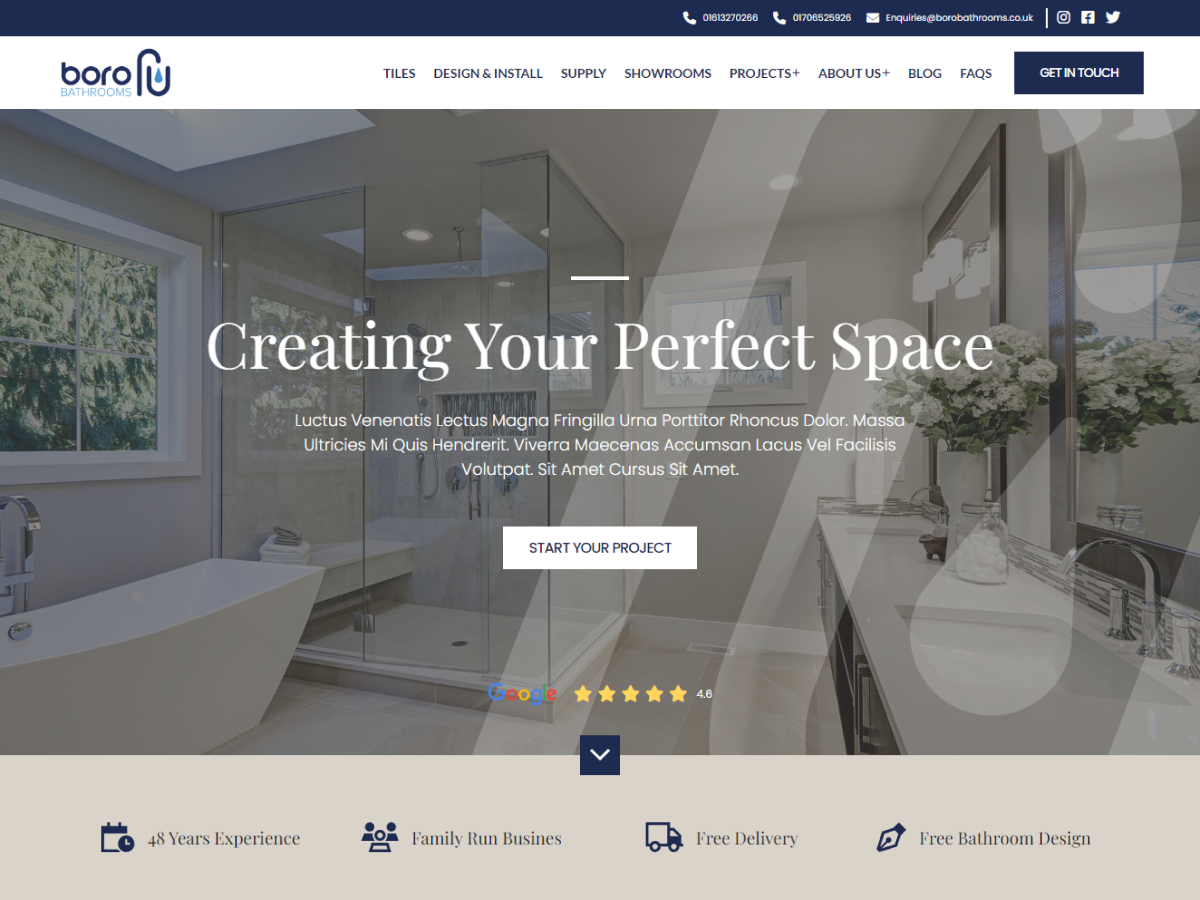 01613270266 01706525926 Enquiries@borobathrooms.co.uk
boro
BATHROOMS
TILES DESIGN & INSTALL SUPPLY SHOWROOMS PROJECTS+ ABOUT US+ BLOG FAQS GET IN TOUCH
Creating Your Perfect Space
Luctus Venenatis Lectus Magna Fringilla Urna Porttitor Rhoncus Dolor. Massa
Ultricies Mi Quis Hendrerit. Viverra Maecenas Accumsan Lacus Vel Facilisis
Volutpat. Sit Amet Cursus Sit Amet.
START YOUR PROJECT
Google 4.6
48 Years Experience Family Run Busines Free Delivery Free Bathroom Design